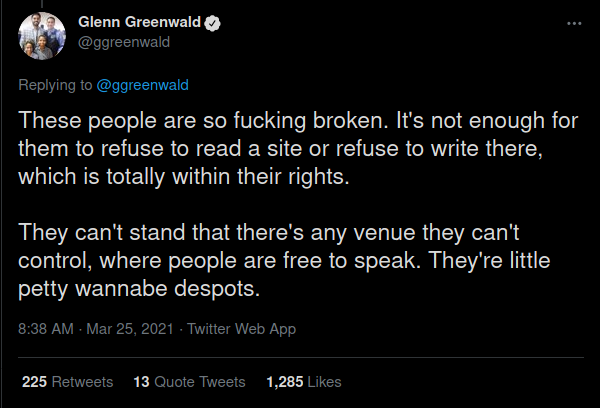 Glenn Greenwald
@ggreenwald
Replying to @ggreenwald
These people are so fucking broken. It's not enough for
them to refuse to read a site or refuse to write there,
which is totally within their rights.
They can't stand that there's any venue they can't
control, where people are free to speak. They're little
petty wannabe despots.
8:38 AM · Mar 25, 2021 · Twitter Web App
225 Retweets 13 Quote Tweets 1,285 Likes